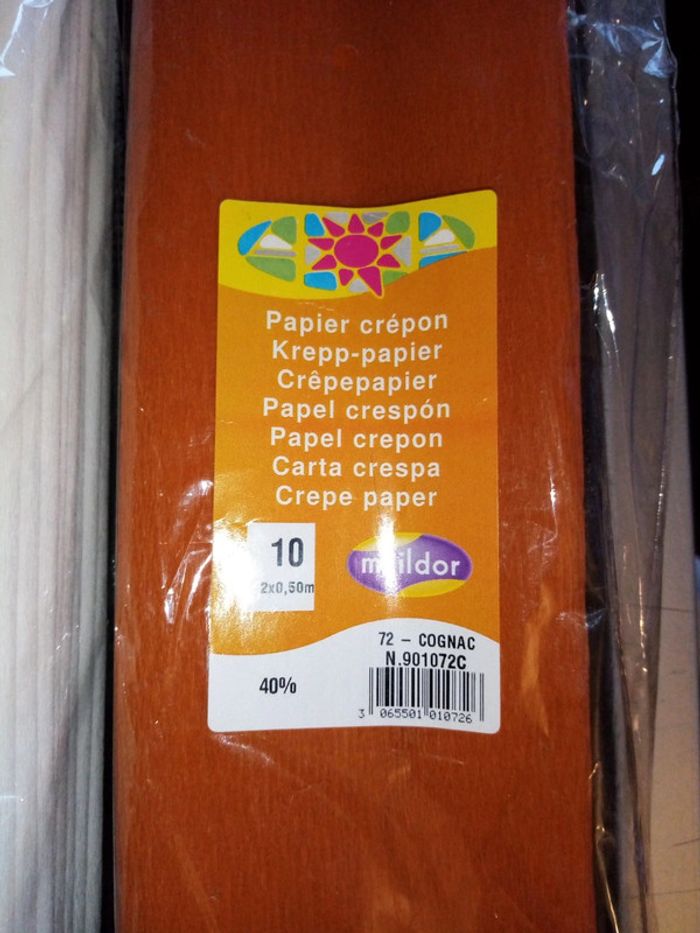 Papier crépon
Krepp-papier
Crêpepapier
Papel crespón
Papel crepon
Carta crespa
Crepe paper
10
2x0,50m
maildor
72 – COGNAC
N.901072C
40%
3 065501 010726